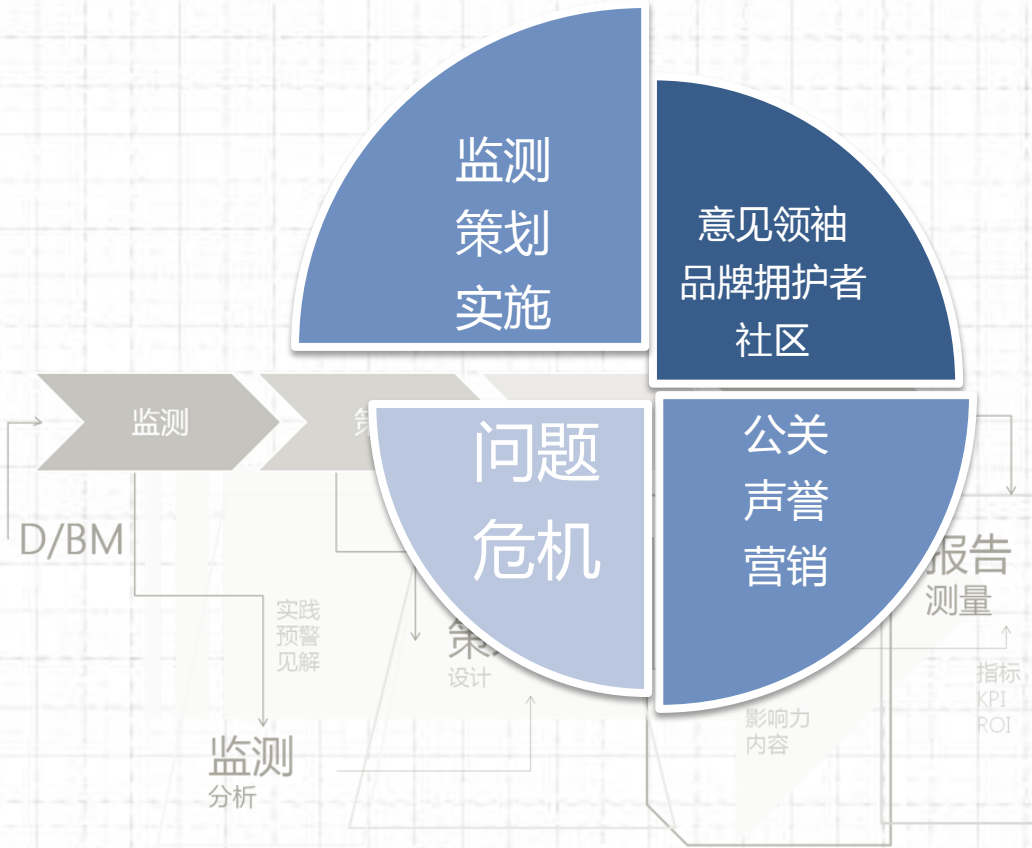 监测
策划
实施
意见领袖
品牌拥护者
社区
问题
危机
公关
声誉
营销
监测
D/BM
实践
预警
见解
设计
监测
分析
影响力
内容
报告
测量
指标
KPI
ROI